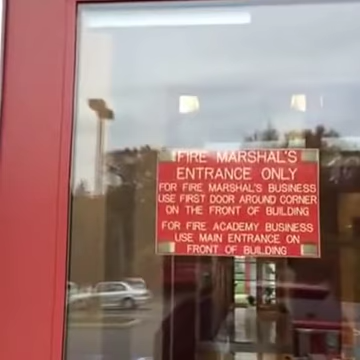 FIRE MARSHAL'S
ENTRANCE ONLY
FOR FIRE MARSHAL'S BUSINESS
USE FIRST DOOR AROUND CORNER
ON THE FRONT OF BUILDING
FOR FIRE ACADEMY BUSINESS
USE MAIN ENTRANCE ON
FRONT OF BUILDING